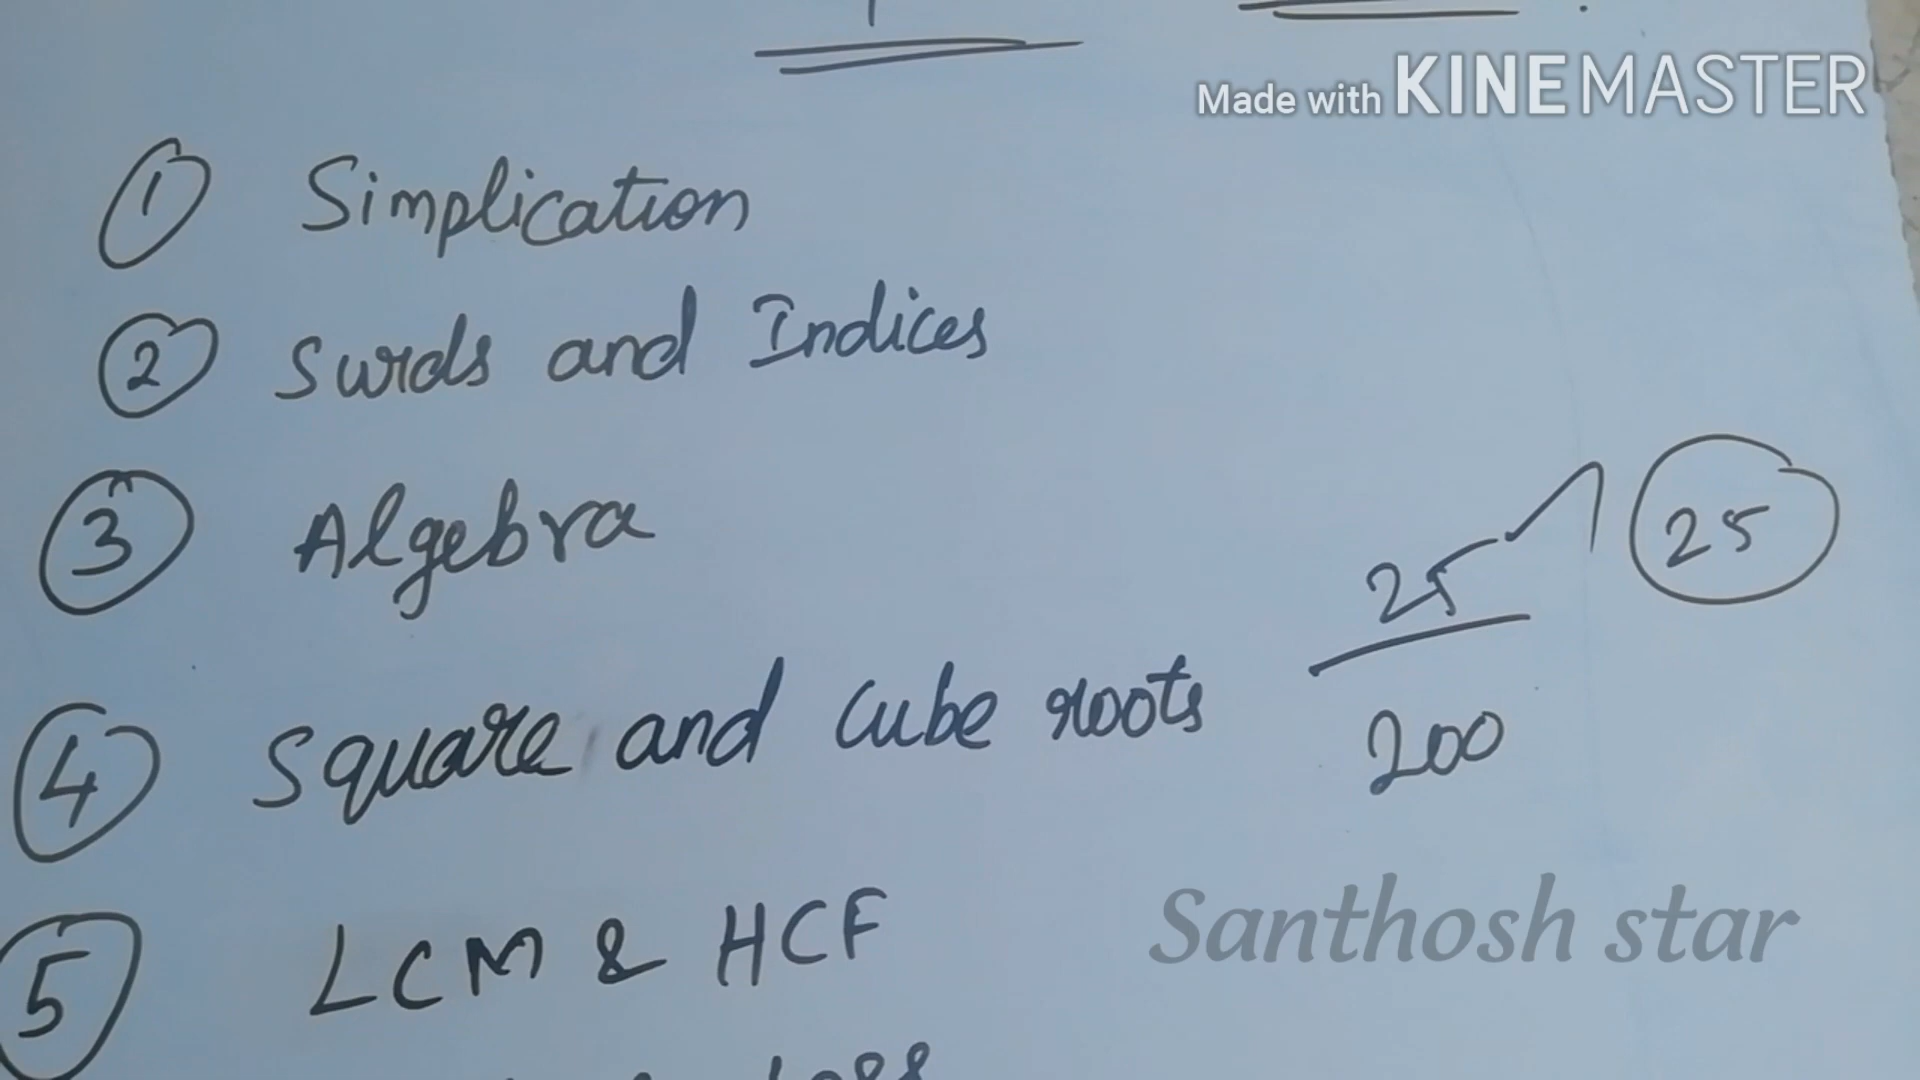 Made with KINEMASTER
① Simplication
② Surds and Indices
③ Algebra
25
25
④ Square and Cube roots
200
⑤ LCM & HCF
Santhosh star